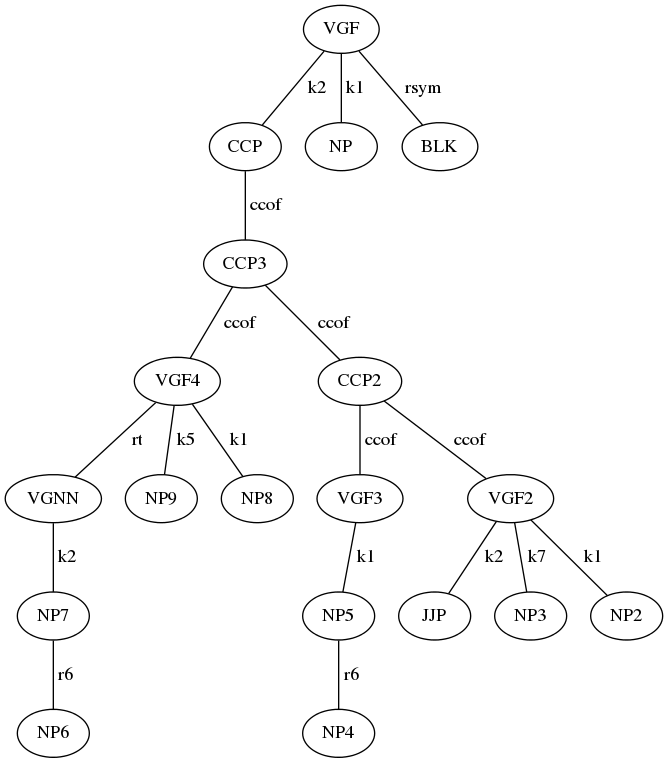 VGF
k2 k1 rsym
CCP NP BLK
ccof
CCP3
ccof ccof
VGF4 CCP2
rt k5 k1 ccof ccof
VGNN NP9 NP8 VGF3 VGF2
k2 k1 k2 k7 k1
NP7 NP5 JJP NP3 NP2
r6 r6
NP6 NP4